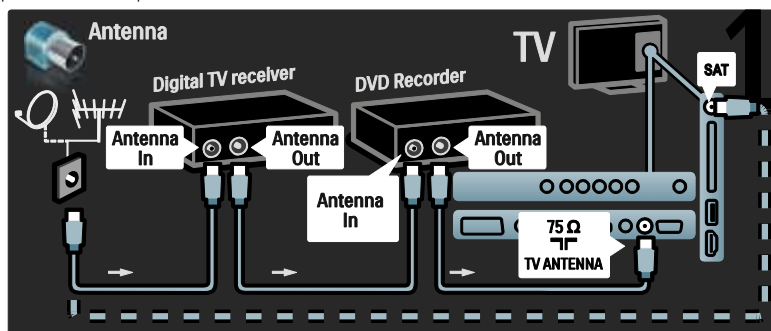 Antenna
TV
1
SAT
Digital TV receiver
DVD Recorder
Antenna
In
Antenna
Out
Antenna
In
Antenna
Out
75 Ω
TV ANTENNA